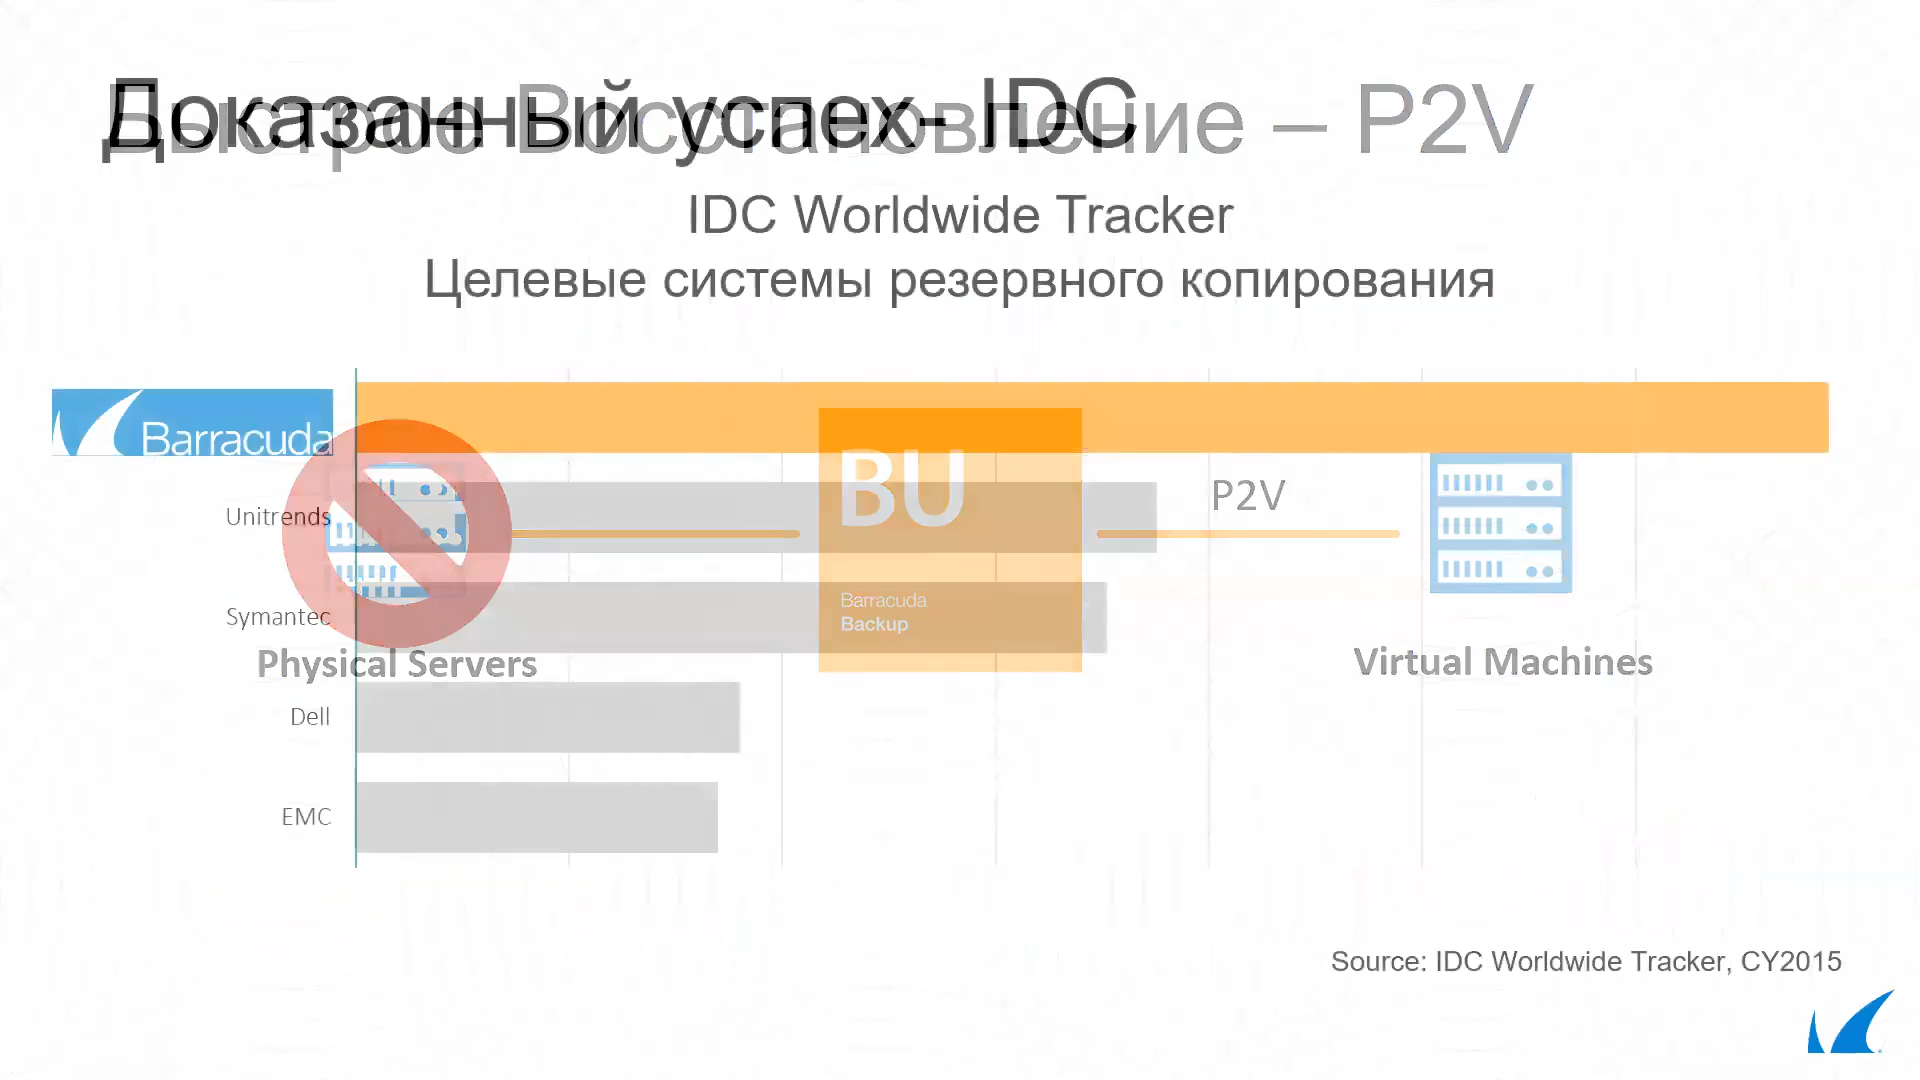 Доказанный успех- IDC
Быстрое Восстановление – P2V
IDC Worldwide Tracker
Целевые системы резервного копирования
Barracuda
BU
P2V
Unitrends
Barracuda
Backup
Symantec
Physical Servers
Virtual Machines
Dell
EMC
Source: IDC Worldwide Tracker, CY2015